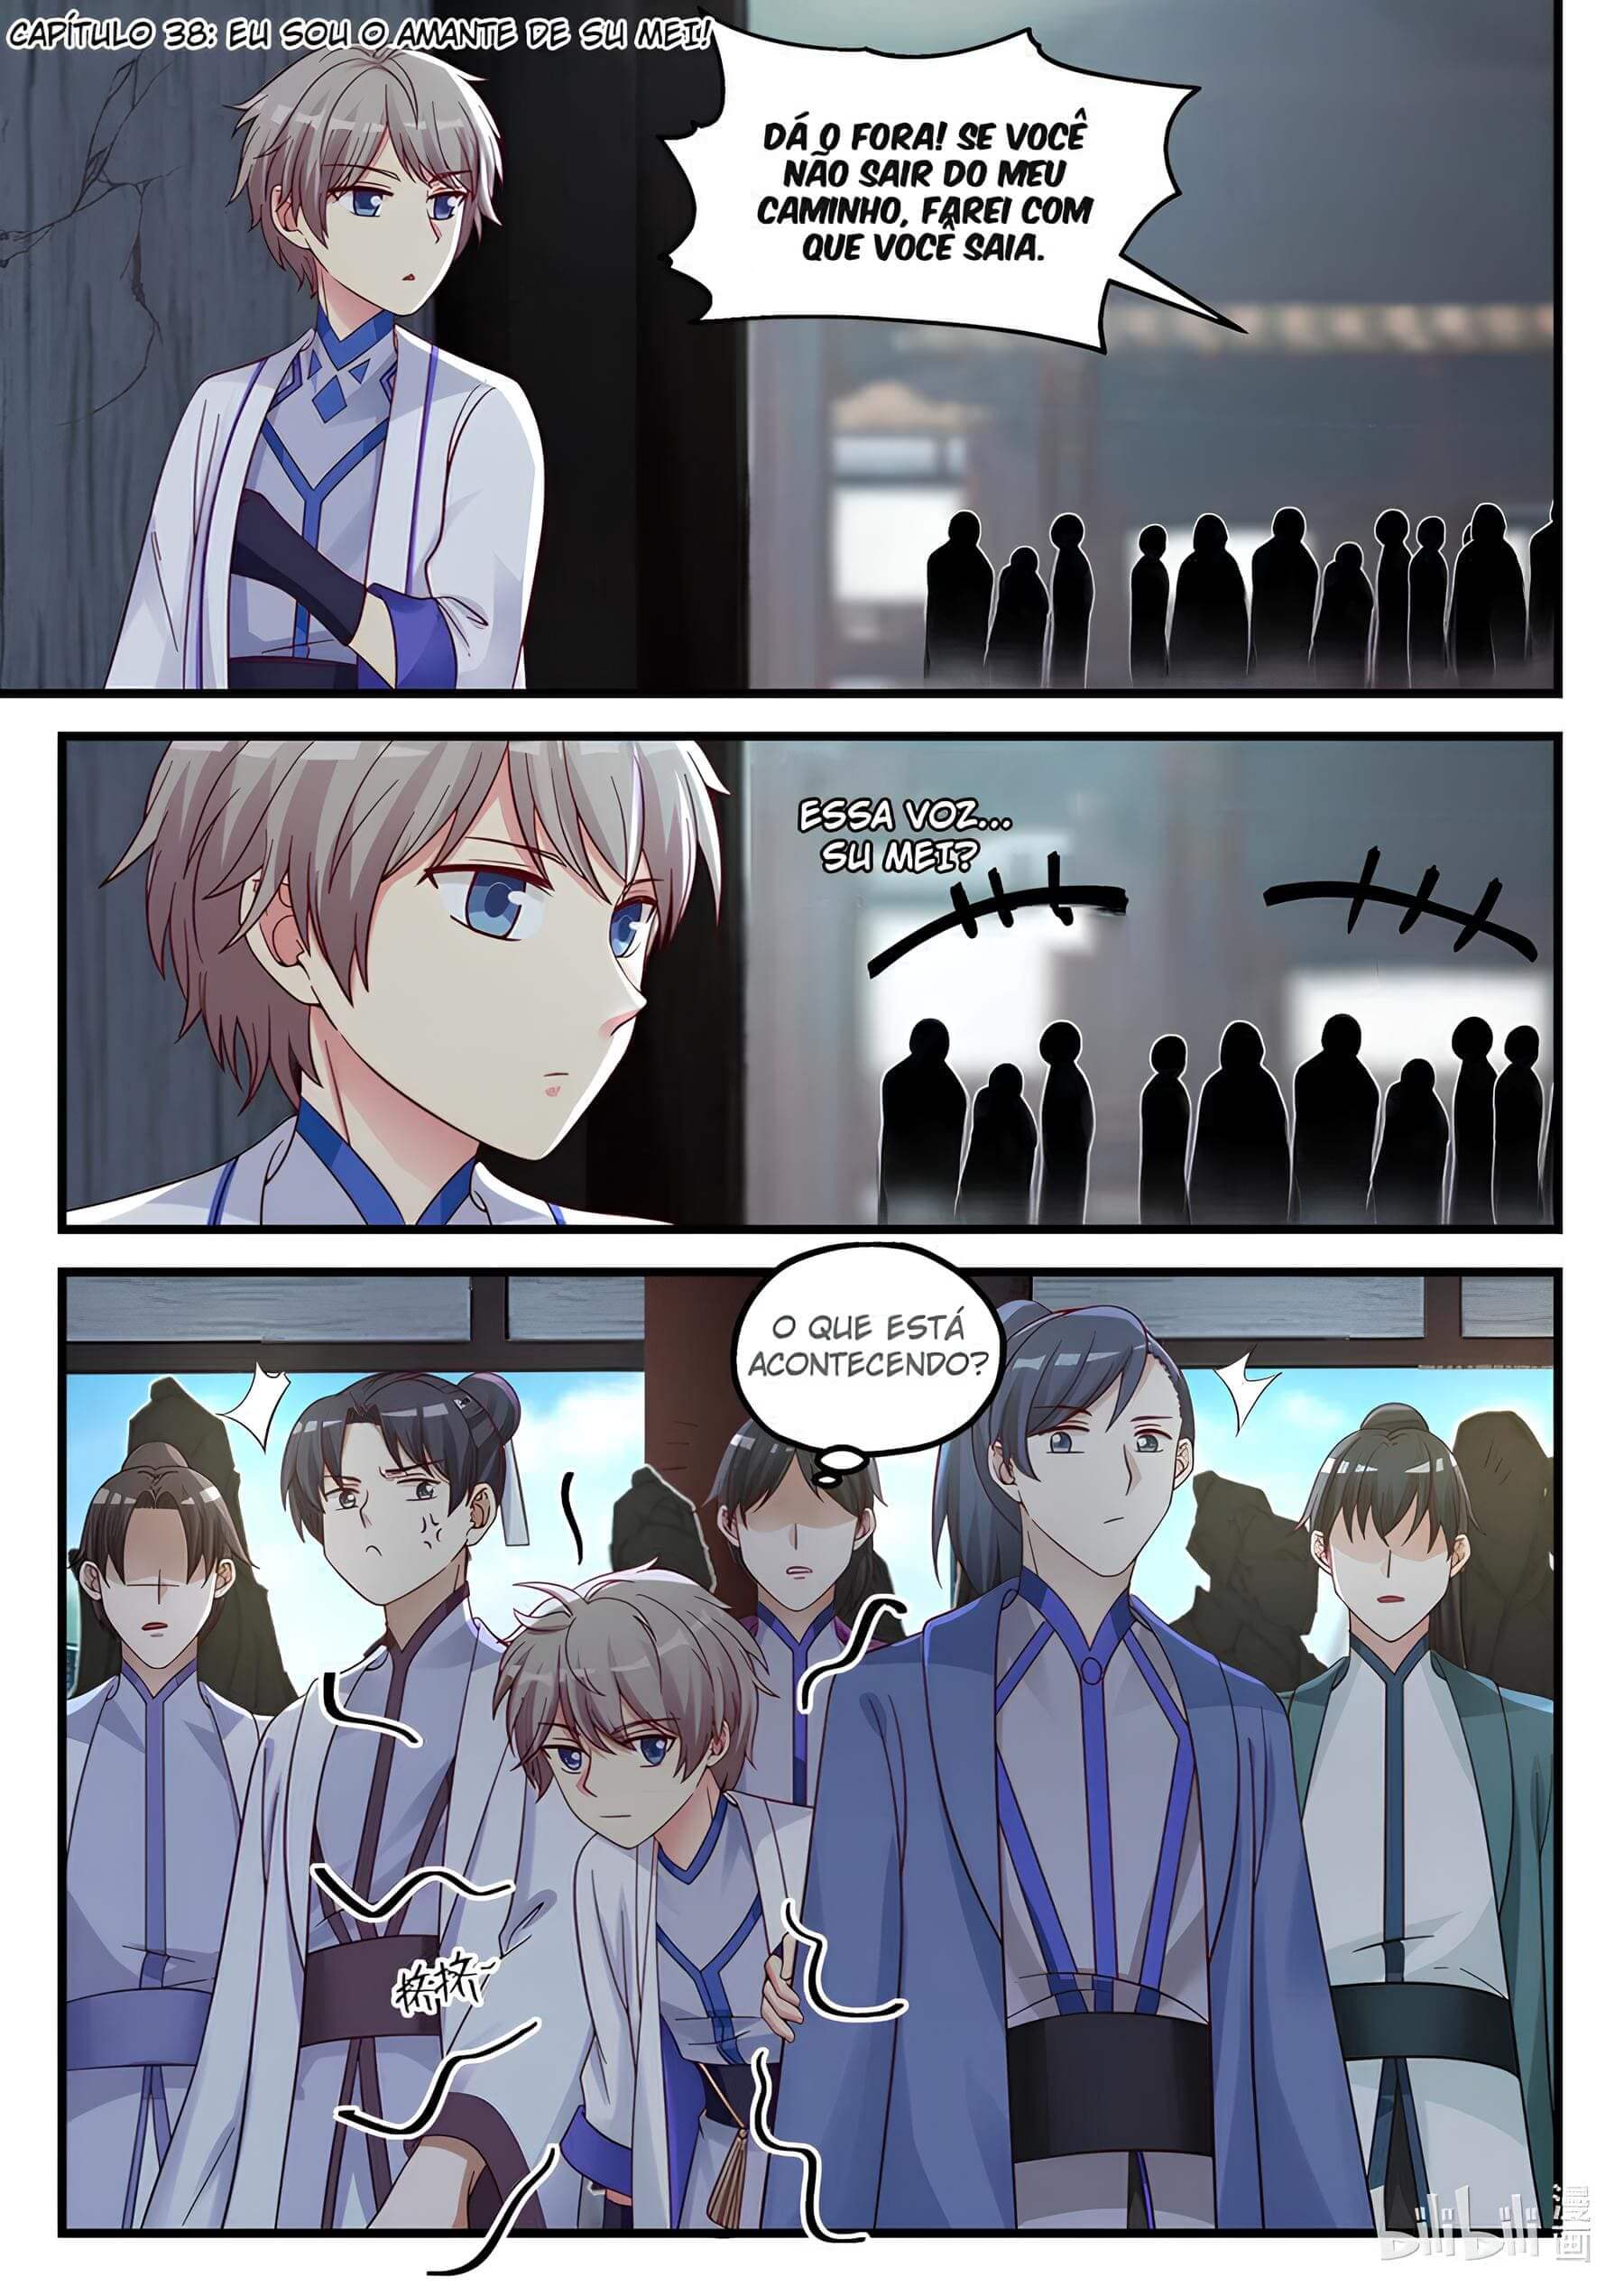 CAPÍTULO 38: EU SOU O AMANTE DE SU MEI!
DÁ O FORA! SE VOCÊ
NÃO SAIR DO MEU
CAMINHO, FAREI COM
QUE VOCÊ SAIA.
ESSA VOZ...
SU MEI?
O QUE ESTÁ
ACONTECENDO?
挤挤~
bilibili 漫画